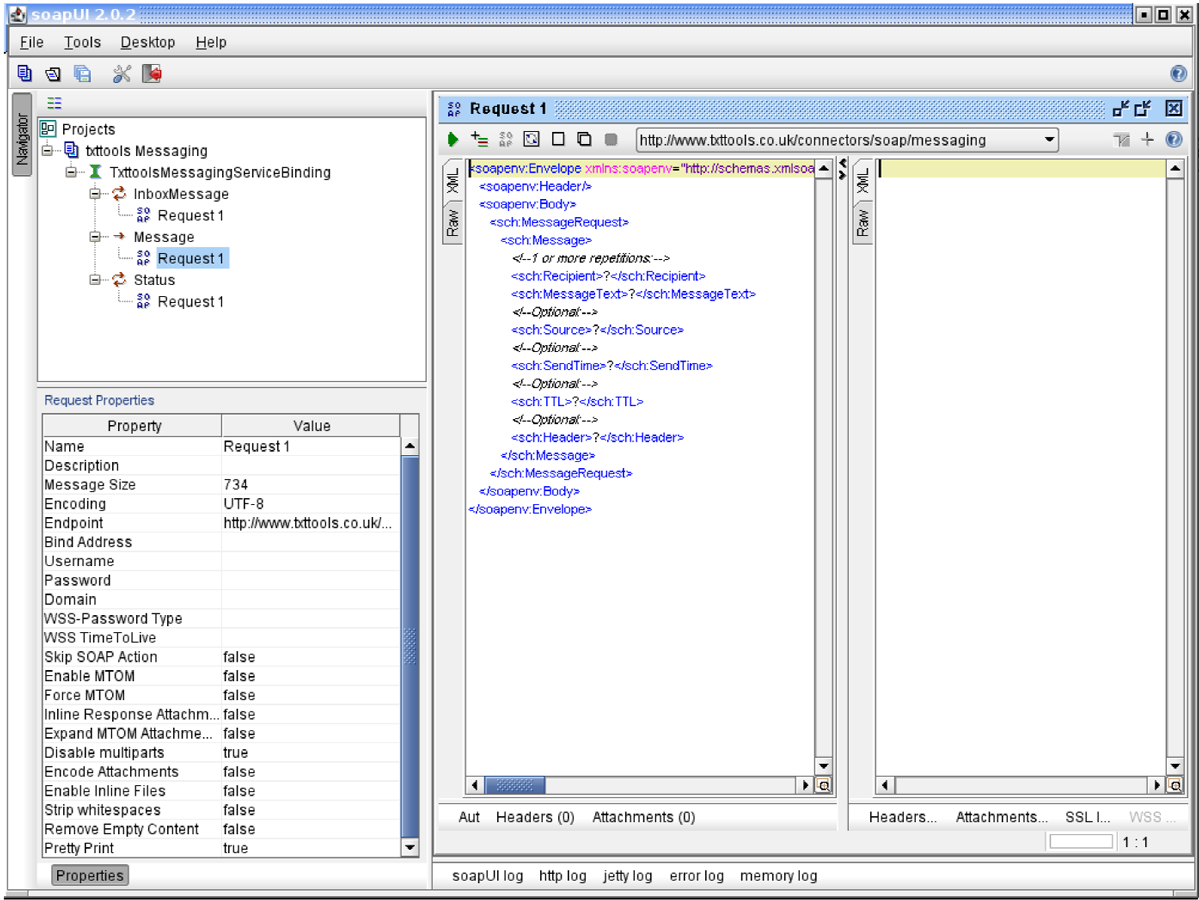 soapUI 2.0.2
File Tools Desktop Help
Navigator
Projects
txttools Messaging
TxttoolsMessagingServiceBinding
InboxMessage
Request 1
Message
Request 1
Status
Request 1
Request Properties
Property Value
Name Request 1
Description
Message Size 734
Encoding UTF-8
Endpoint http://www.txttools.co.uk/...
Bind Address
Username
Password
Domain
WSS-Password Type
WSS TimeToLive
Skip SOAP Action false
Enable MTOM false
Force MTOM false
Inline Response Attachm... false
Expand MTOM Attachme... false
Disable multiparts true
Encode Attachments false
Enable Inline Files false
Strip whitespaces false
Remove Empty Content false
Pretty Print true
Properties
Request 1
http://www.txttools.co.uk/connectors/soap/messaging
XML
Raw
<soapenv:Envelope xmlns:soapenv="http://schemas.xmlsoa
<soapenv:Header/>
<soapenv:Body>
<sch:MessageRequest>
<sch:Message>
<!--1 or more repetitions:-->
<sch:Recipient>?</sch:Recipient>
<sch:MessageText>?</sch:MessageText>
<!--Optional:-->
<sch:Source>?</sch:Source>
<!--Optional:-->
<sch:SendTime>?</sch:SendTime>
<!--Optional:-->
<sch:TTL>?</sch:TTL>
<!--Optional:-->
<sch:Header>?</sch:Header>
</sch:Message>
</sch:MessageRequest>
</soapenv:Body>
</soapenv:Envelope>
XML
Raw
Aut Headers (0) Attachments (0)
Headers... Attachments... SSL I... WSS ...
1 : 1
soapUI log http log jetty log error log memory log